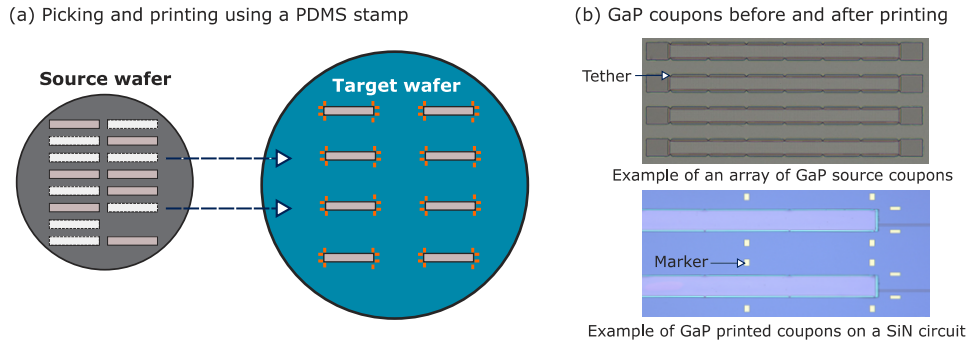 (a) Picking and printing using a PDMS stamp
Source wafer
Target wafer
(b) GaP coupons before and after printing
Tether
Example of an array of GaP source coupons
Marker
Example of GaP printed coupons on a SiN circuit